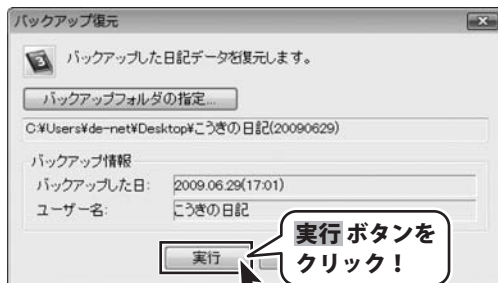 バックアップ復元
3
バックアップした日記データを復元します。
バックアップフォルダの指定...
C:¥Users¥de-net¥Desktop¥こうきの日記(20090629)
バックアップ情報
バックアップした日: 2009.06.29(17:01)
ユーザー名: こうきの日記
実行
実行 ボタンを
クリック！